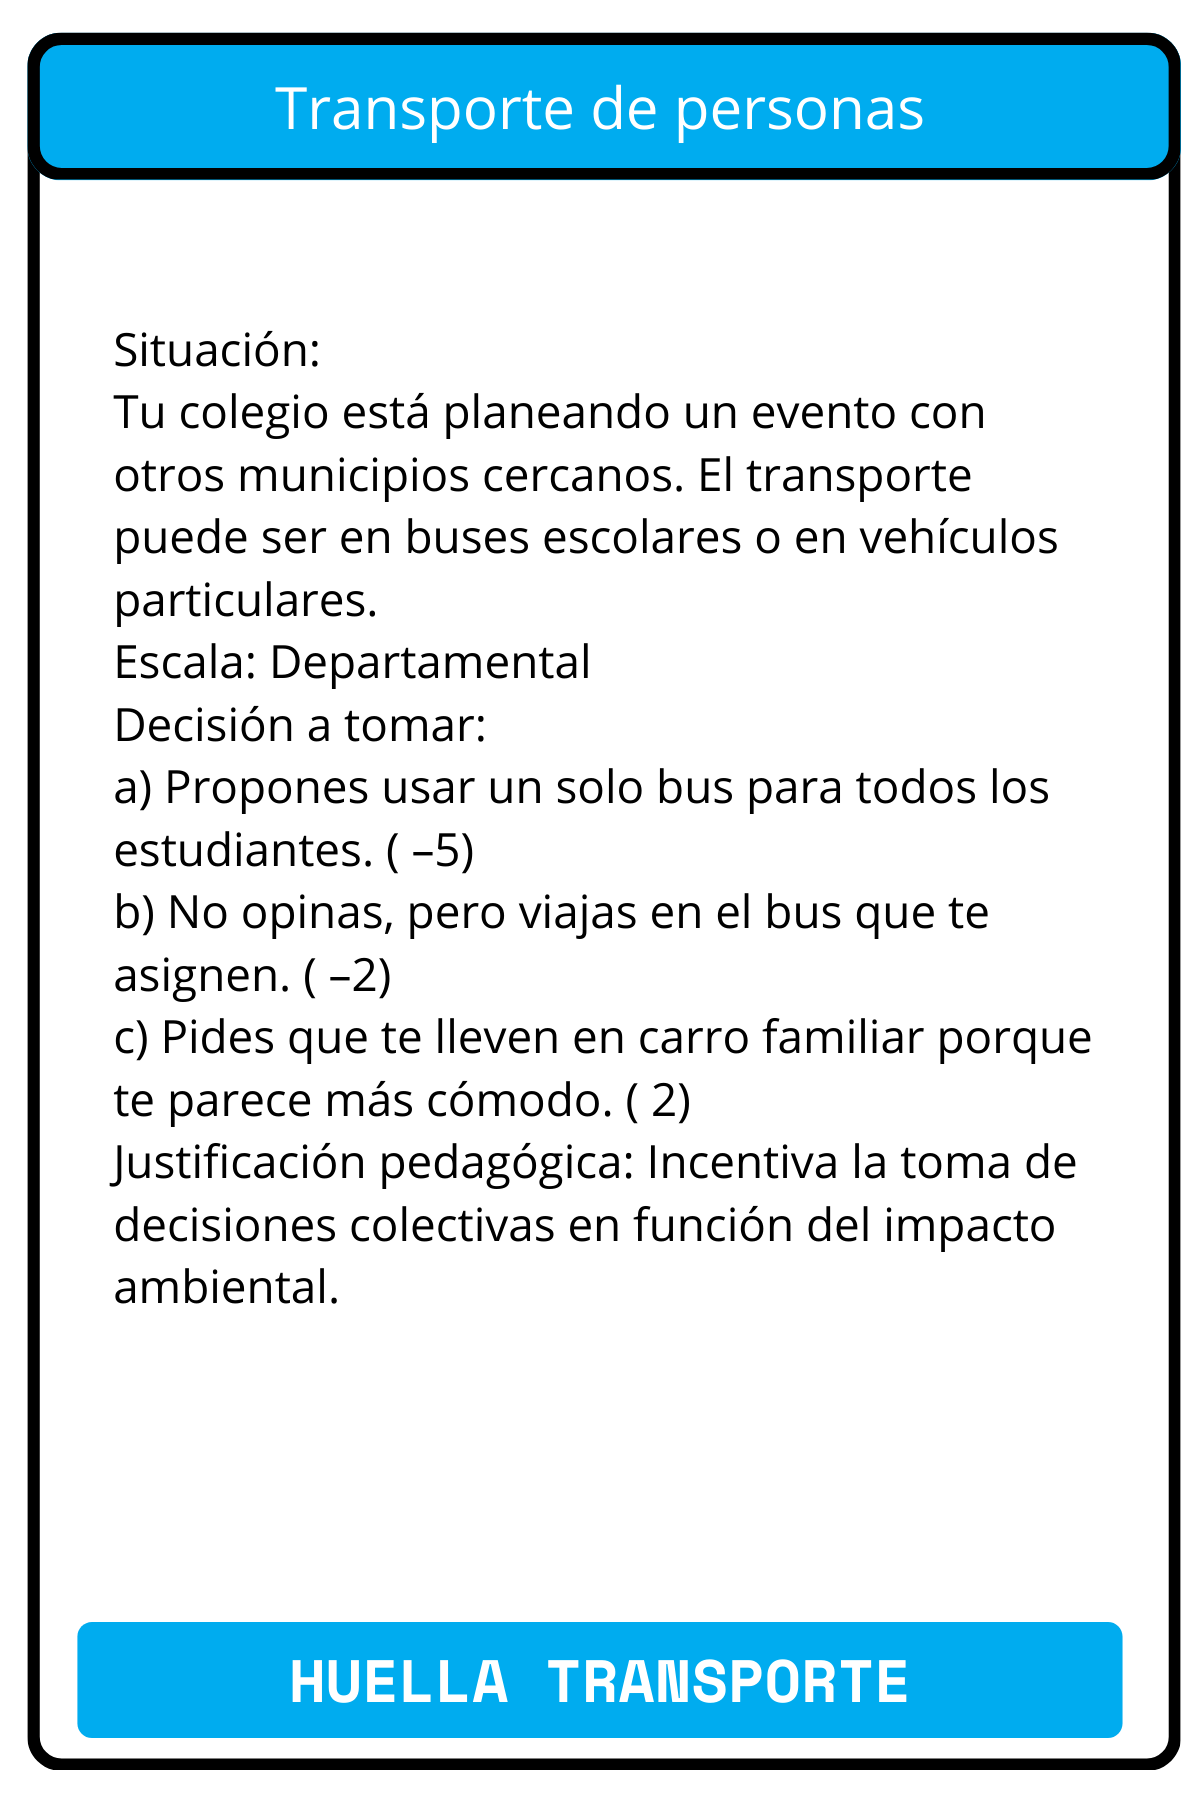 Transporte de personas
Situación:
Tu colegio está planeando un evento con
otros municipios cercanos. El transporte
puede ser en buses escolares o en vehículos
particulares.
Escala: Departamental
Decisión a tomar:
a) Propones usar un solo bus para todos los
estudiantes. ( –5)
b) No opinas, pero viajas en el bus que te
asignen. ( –2)
c) Pides que te lleven en carro familiar porque
te parece más cómodo. ( 2)
Justificación pedagógica: Incentiva la toma de
decisiones colectivas en función del impacto
ambiental.
HUELLA TRANSPORTE